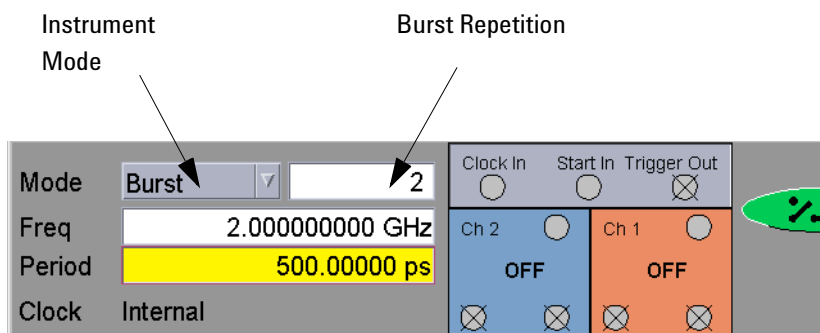 Instrument
Mode
Burst Repetition
Mode Burst 2
Clock In Start In Trigger Out
Freq 2.000000000 GHz
Period 500.00000 ps
Clock Internal
Ch 2
OFF
Ch 1
OFF